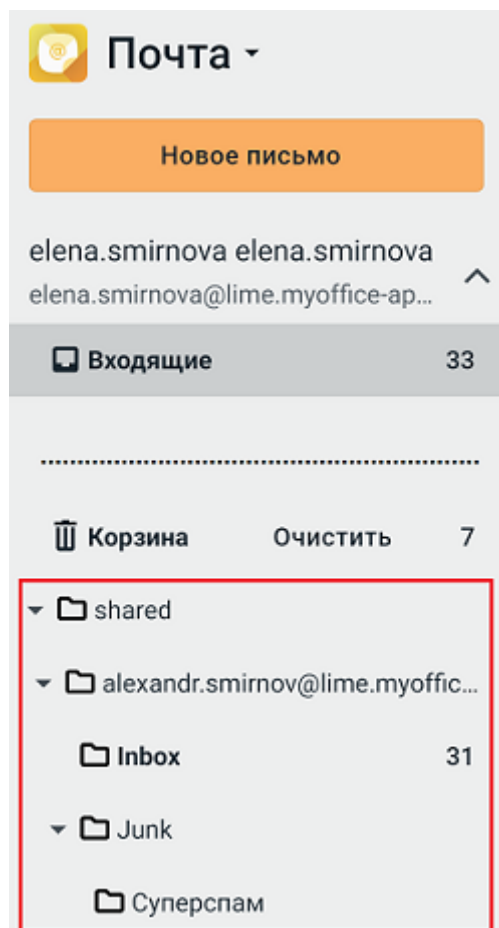 Почта
Новое письмо
elena.smirnova elena.smirnova
elena.smirnova@lime.myoffice-ap...
Входящие 33
Корзина Очистить 7
shared
alexandr.smirnov@lime.myoffic...
Inbox 31
Junk
Суперспам